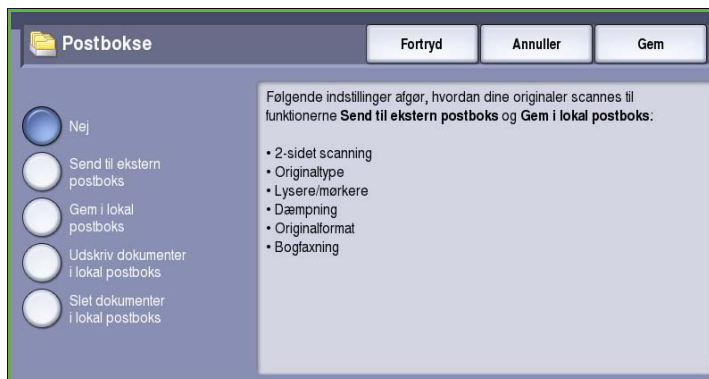 Postbokse
Fortryd
Annuller
Gem
Nej
Send til ekstern
postboks
Gem i lokal
postboks
Udskriv dokumenter
i lokal postboks
Slet dokumenter
i lokal postboks
Følgende indstillinger afgør, hvordan dine originaler scannes til
funktionerne Send til ekstern postboks og Gem i lokal postboks:
• 2-sidet scanning
• Originaltype
• Lysere/mørkere
• Dæmpning
• Originalformat
• Bogfaxning